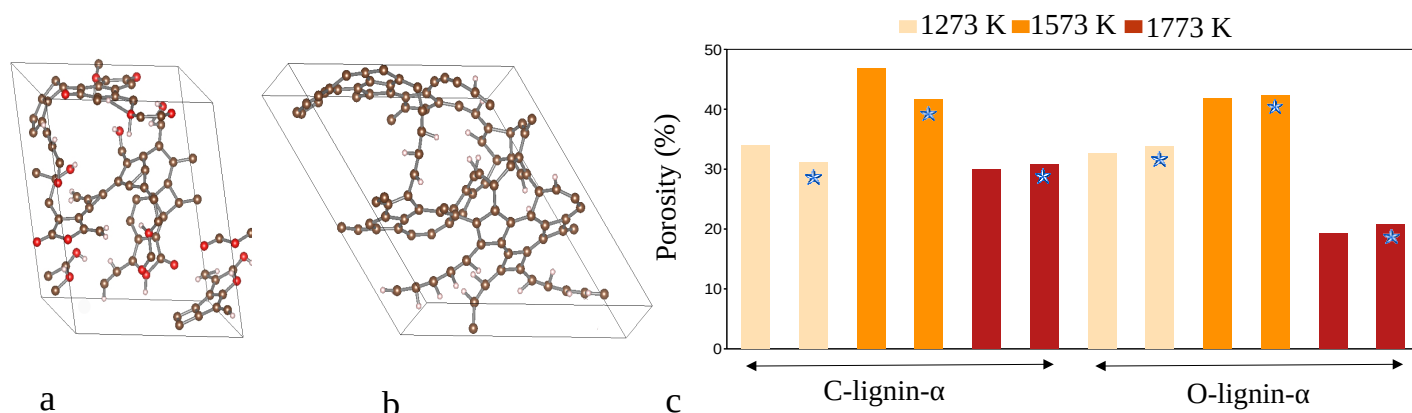 1273 K 1573 K 1773 K
Porosity (%)
50
40
30
20
10
0
C-lignin-α
O-lignin-α
a
b
c